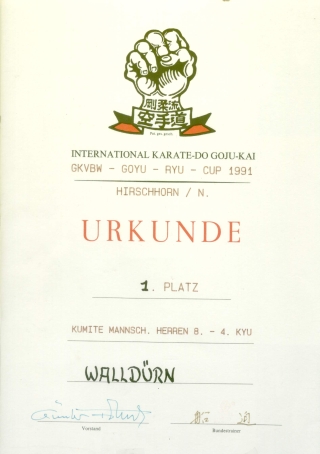 剛柔流
空手道
INTERNATIONAL KARATE-DO GOJU-KAI
GKVBW - GOYU - RYU - CUP 1991
HIRSCHHORN / N.
URKUNDE
1. PLATZ
KUMITE MANNSCH. HERREN 8. - 4. KYU
WALLDÜRN
Vorstand
Bundestrainer